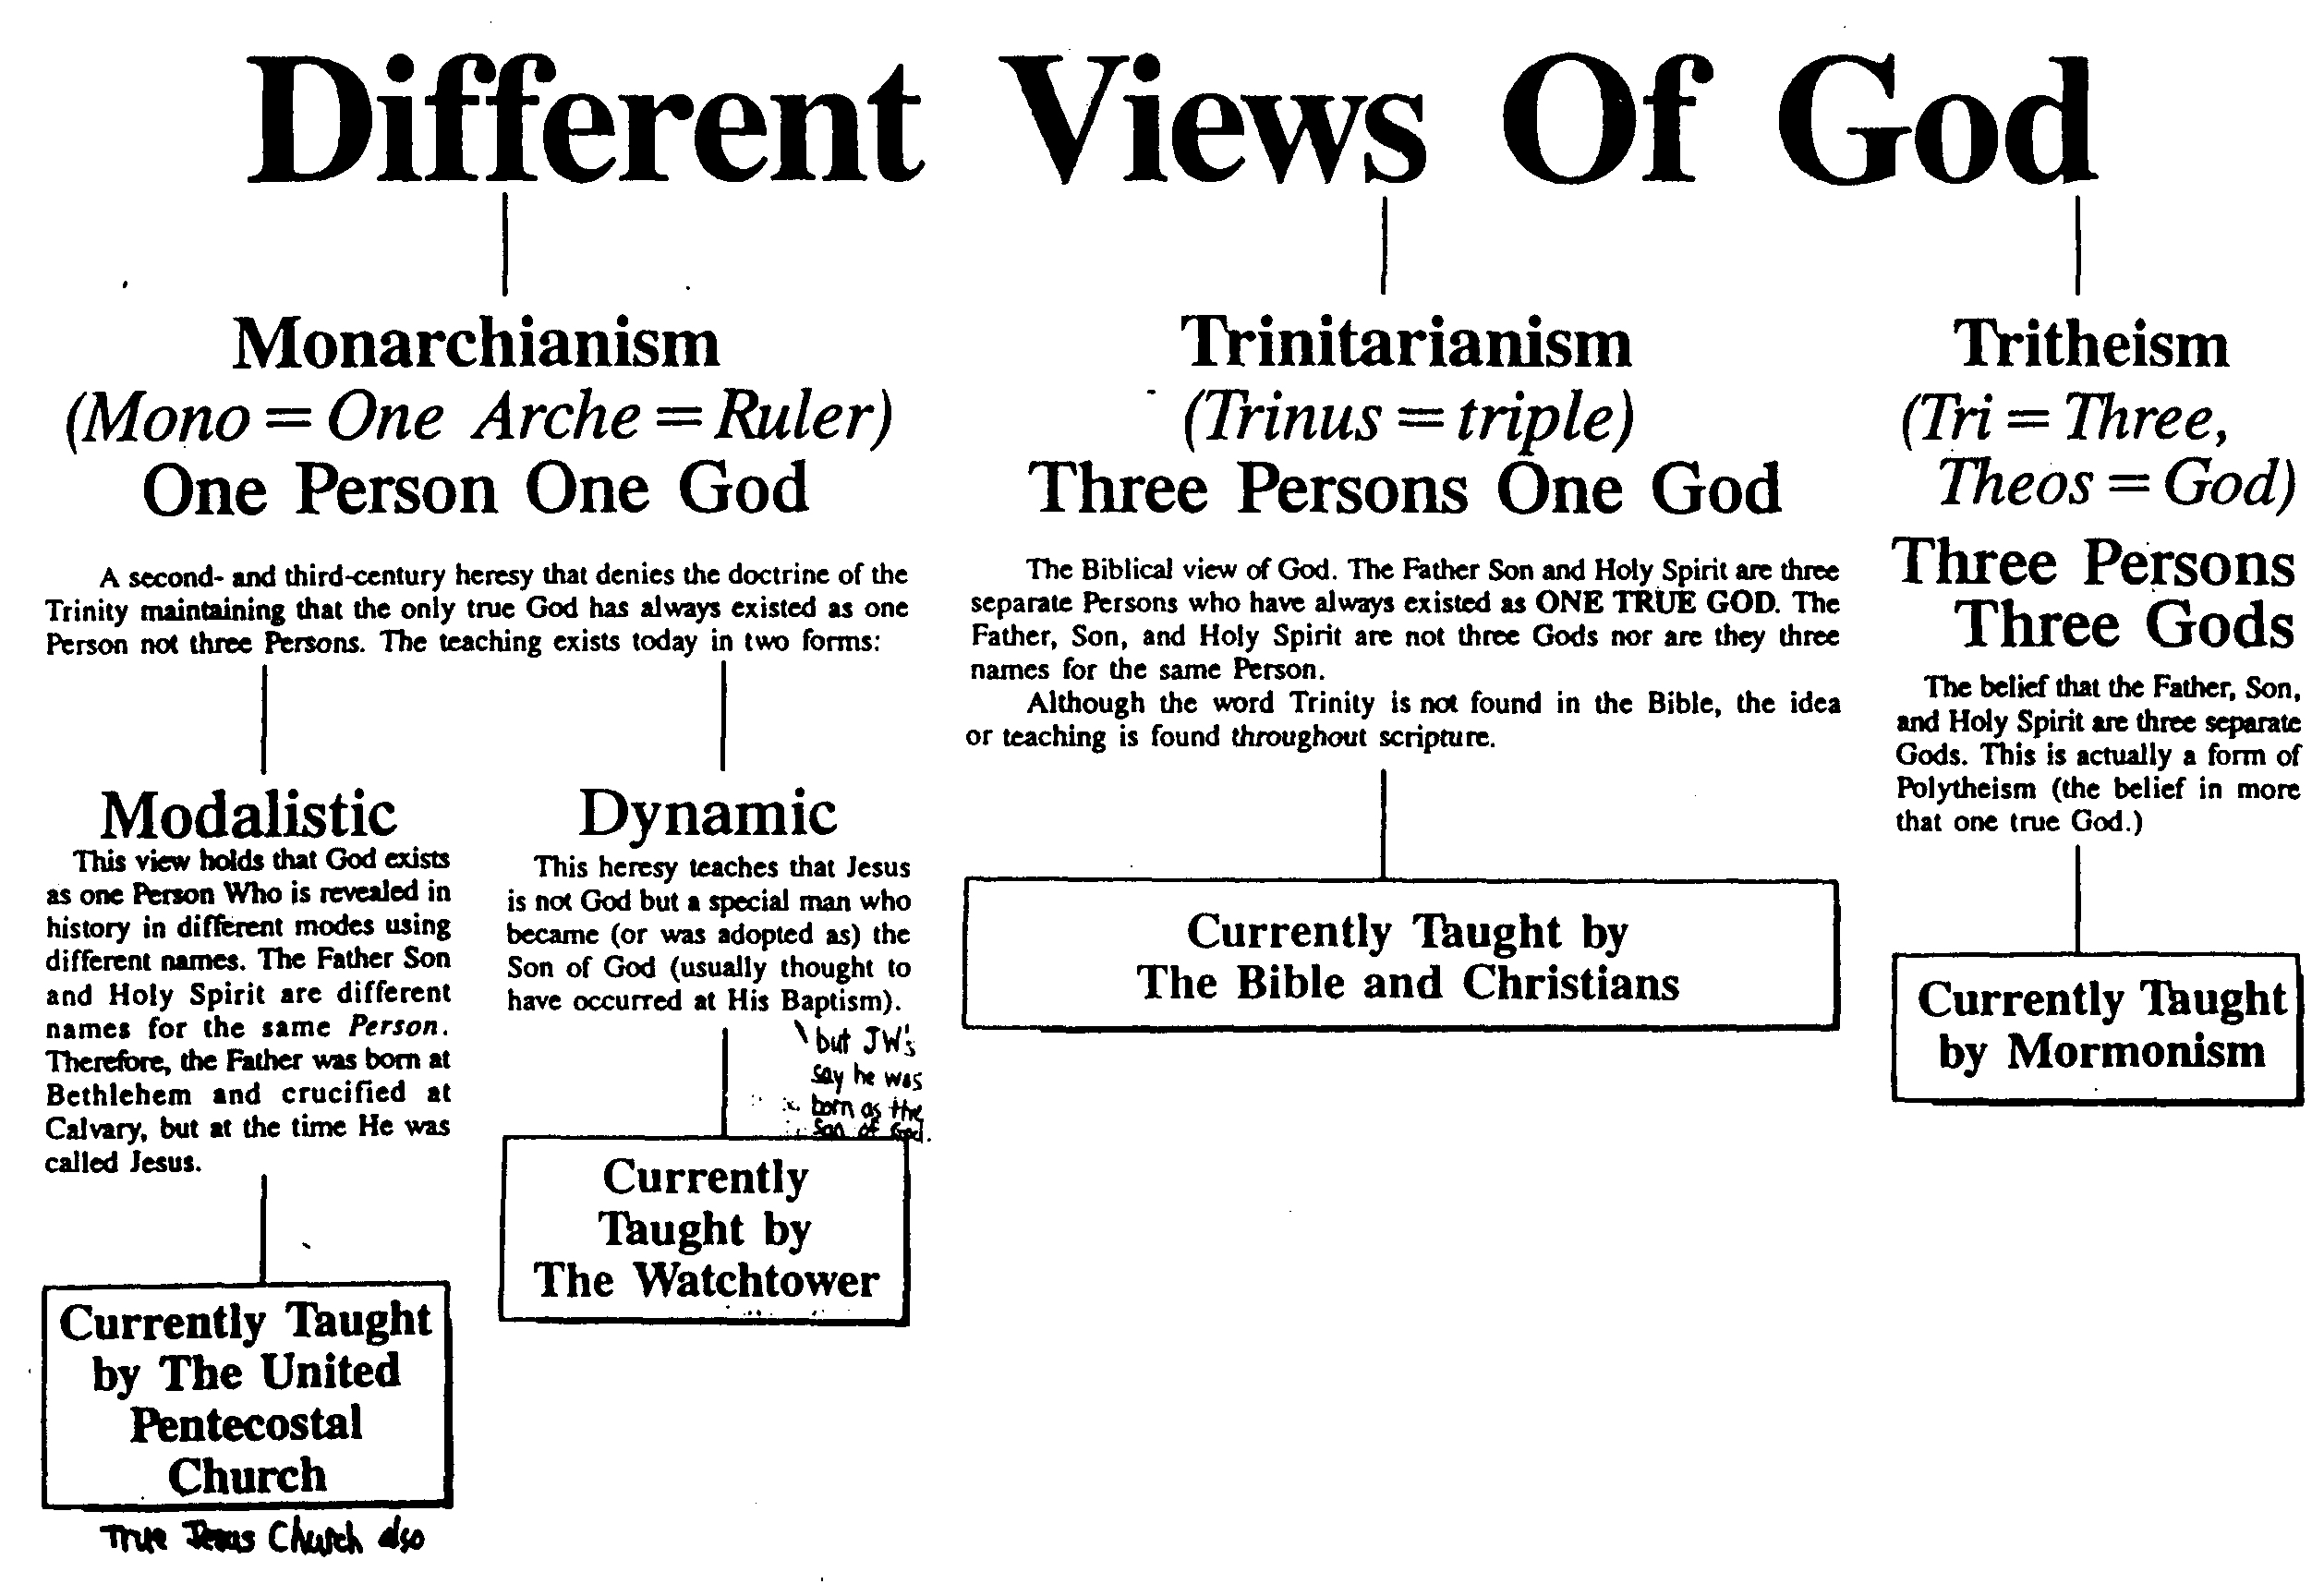 Different Views Of God
Monarchianism
(Mono = One Arche = Ruler)
One Person One God
A second- and third-century heresy that denies the doctrine of the
Trinity maintaining that the only true God has always existed as one
Person not three Persons. The teaching exists today in two forms:
Modalistic
This view holds that God exists
as one Person Who is revealed in
history in different modes using
different names. The Father Son
and Holy Spirit are different
names for the same Person.
Therefore, the Father was born at
Bethlehem and crucified at
Calvary, but at the time He was
called Jesus.
Currently Taught
by The United
Pentecostal
Church
True Jesus Church also
Dynamic
This heresy teaches that Jesus
is not God but a special man who
became (or was adopted as) the
Son of God (usually thought to
have occurred at His Baptism).
but JW's
say he was
born as the
Son of God.
Currently
Taught by
The Watchtower
Trinitarianism
(Trinus = triple)
Three Persons One God
The Biblical view of God. The Father Son and Holy Spirit are three
separate Persons who have always existed as ONE TRUE GOD. The
Father, Son, and Holy Spirit are not three Gods nor are they three
names for the same Person.
Although the word Trinity is not found in the Bible, the idea
or teaching is found throughout scripture.
Currently Taught by
The Bible and Christians
Tritheism
(Tri = Three,
Theos = God)
Three Persons
Three Gods
The belief that the Father, Son,
and Holy Spirit are three separate
Gods. This is actually a form of
Polytheism (the belief in more
that one true God.)
Currently Taught
by Mormonism